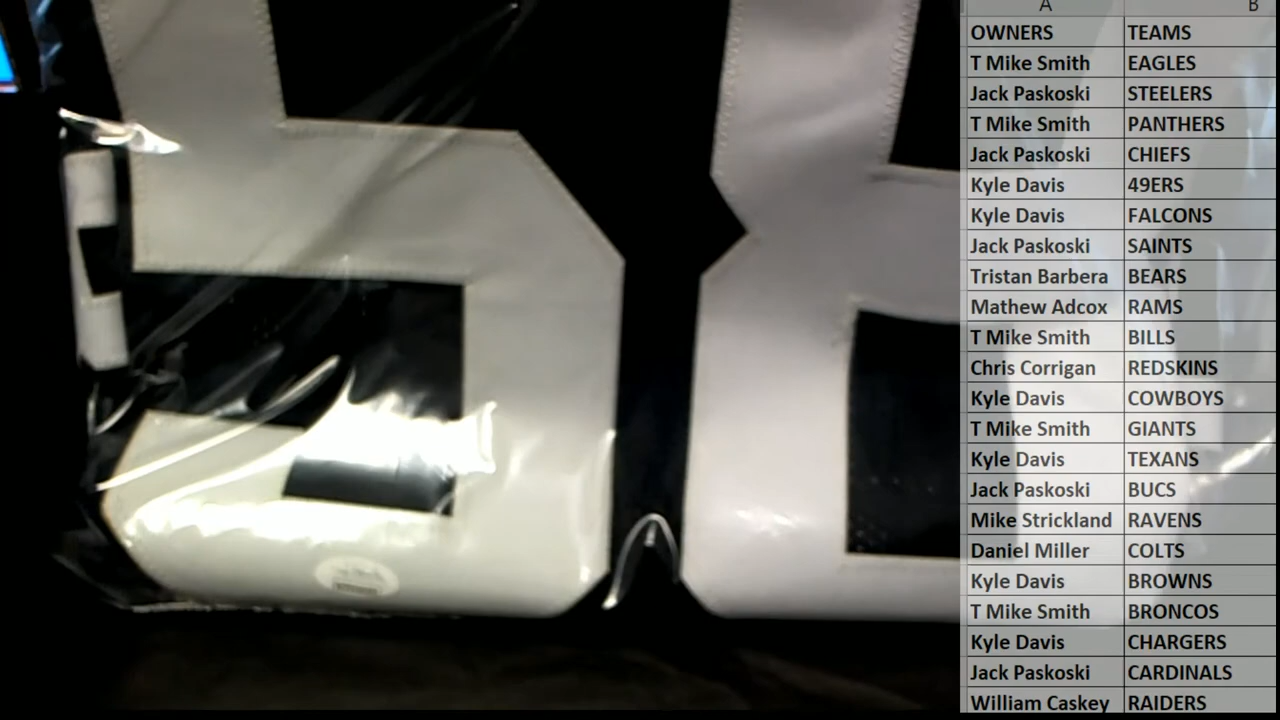 A B
OWNERS TEAMS
T Mike Smith EAGLES
Jack Paskoski STEELERS
T Mike Smith PANTHERS
Jack Paskoski CHIEFS
Kyle Davis 49ERS
Kyle Davis FALCONS
Jack Paskoski SAINTS
Tristan Barbera BEARS
Mathew Adcox RAMS
T Mike Smith BILLS
Chris Corrigan REDSKINS
Kyle Davis COWBOYS
T Mike Smith GIANTS
Kyle Davis TEXANS
Jack Paskoski BUCS
Mike Strickland RAVENS
Daniel Miller COLTS
Kyle Davis BROWNS
T Mike Smith BRONCOS
Kyle Davis CHARGERS
Jack Paskoski CARDINALS
William Caskey RAIDERS
58